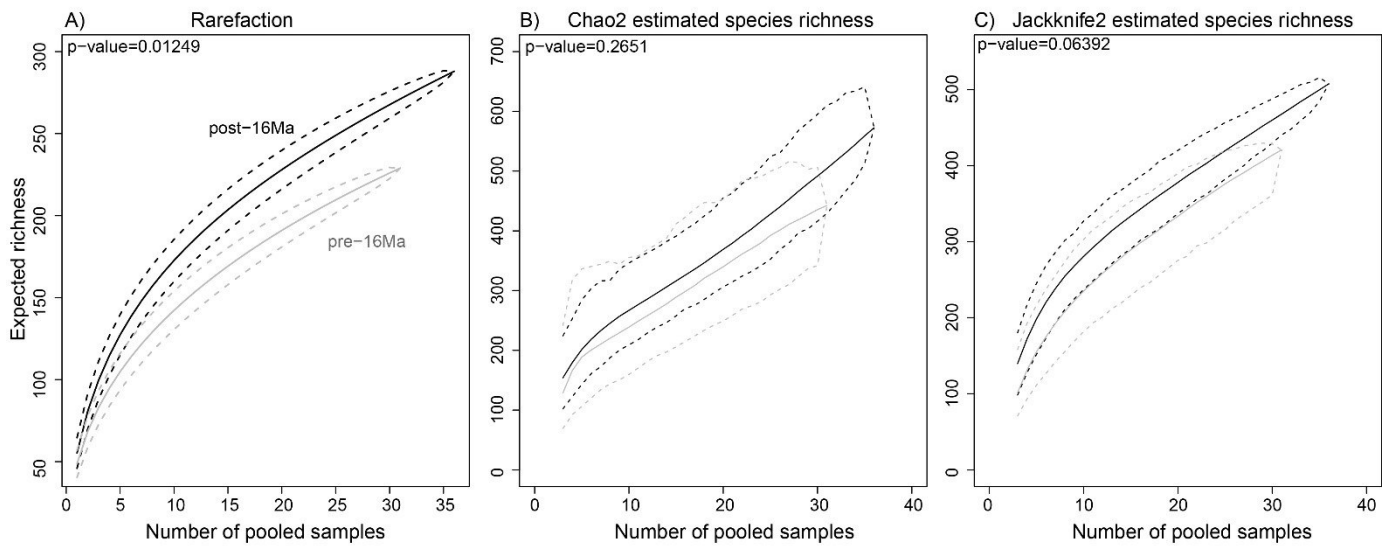 A) Rarefaction
p-value=0.01249
300
250
200
150
100
50
Expected richness
post-16Ma
pre-16Ma
0 5 10 15 20 25 30 35
Number of pooled samples
B) Chao2 estimated species richness
p-value=0.2651
700
600
500
400
300
200
100
0
0 10 20 30 40
Number of pooled samples
C) Jackknife2 estimated species richness
p-value=0.06392
500
400
300
200
100
0
0 10 20 30 40
Number of pooled samples